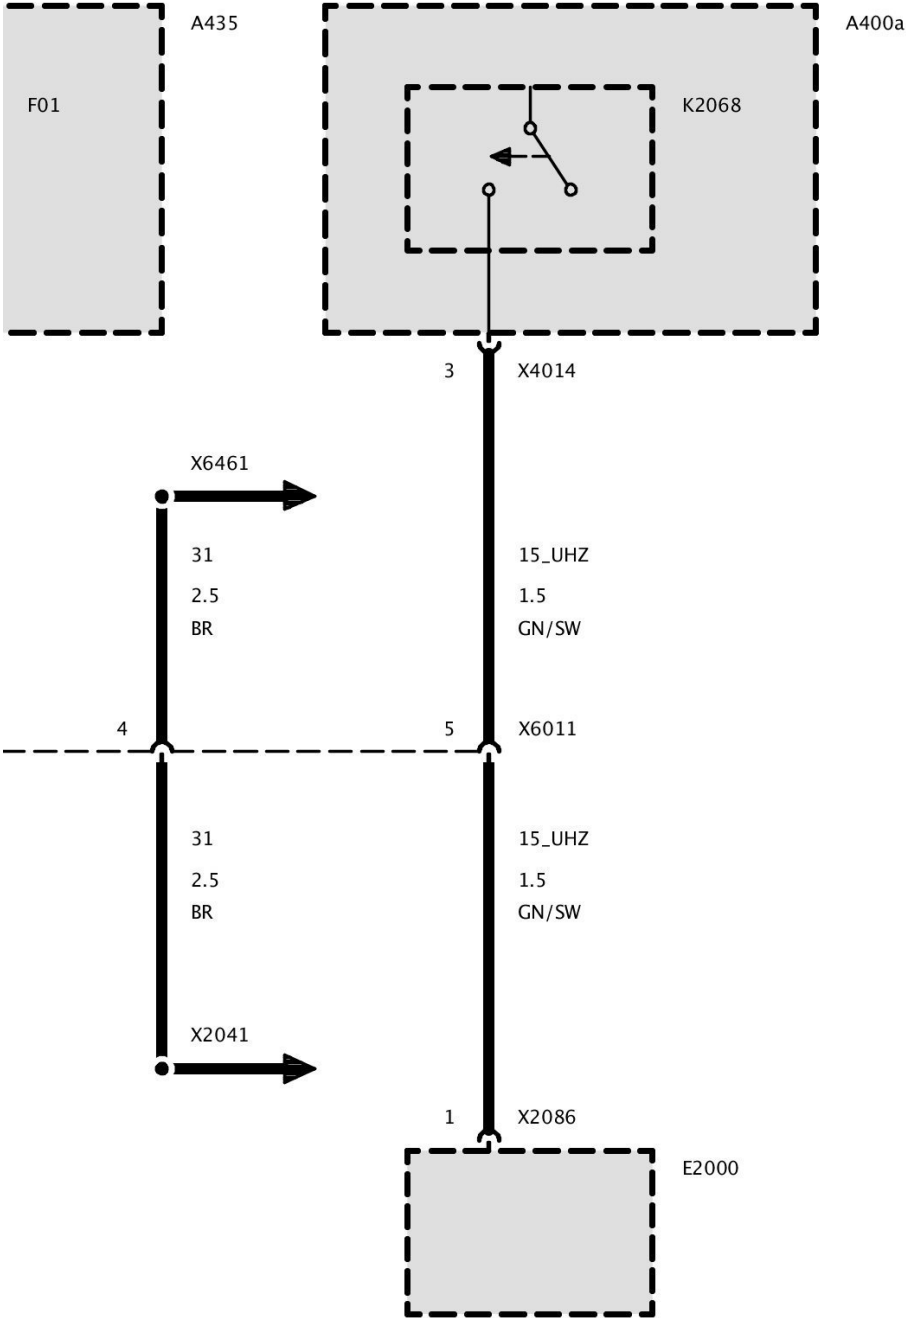 A435
A400a
F01
K2068
3
X4014
X6461
31
15_UHZ
2.5
1.5
BR
GN/SW
4
5
X6011
31
15_UHZ
2.5
1.5
BR
GN/SW
X2041
1
X2086
E2000